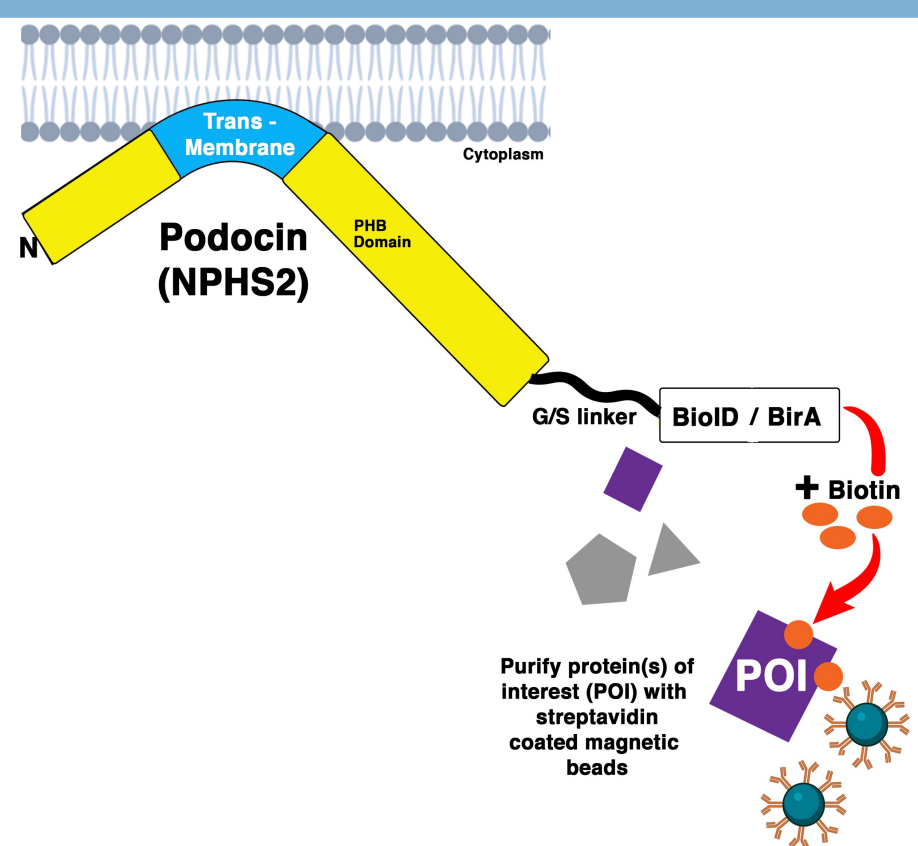 Trans -
Membrane
Cytoplasm
N
Podocin
(NPHS2)
PHB
Domain
G/S linker
BioID / BirA
+ Biotin
POI
Purify protein(s) of
interest (POI) with
streptavidin
coated magnetic
beads